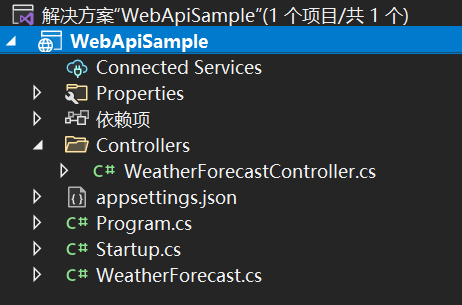 解决方案"WebApiSample"(1 个项目/共 1 个)
WebApiSample
Connected Services
Properties
依赖项
Controllers
C# WeatherForecastController.cs
appsettings.json
C# Program.cs
C# Startup.cs
C# WeatherForecast.cs